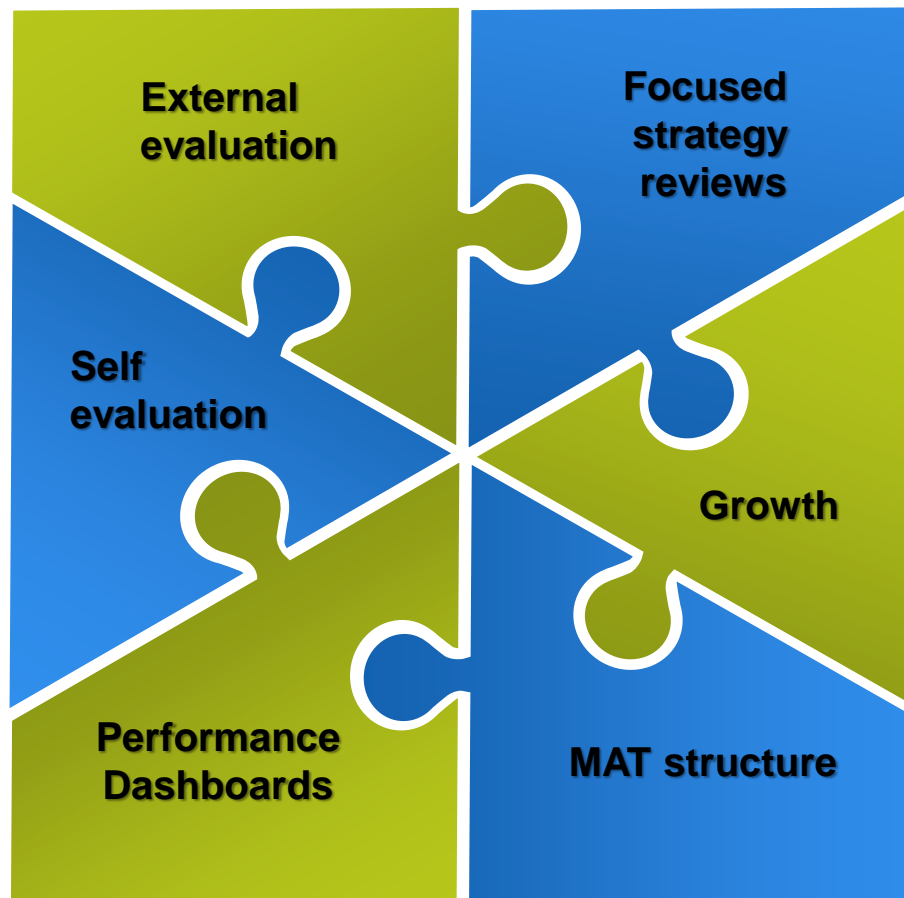 External
evaluation
Focused
strategy
reviews
Self
evaluation
Growth
Performance
Dashboards
MAT structure